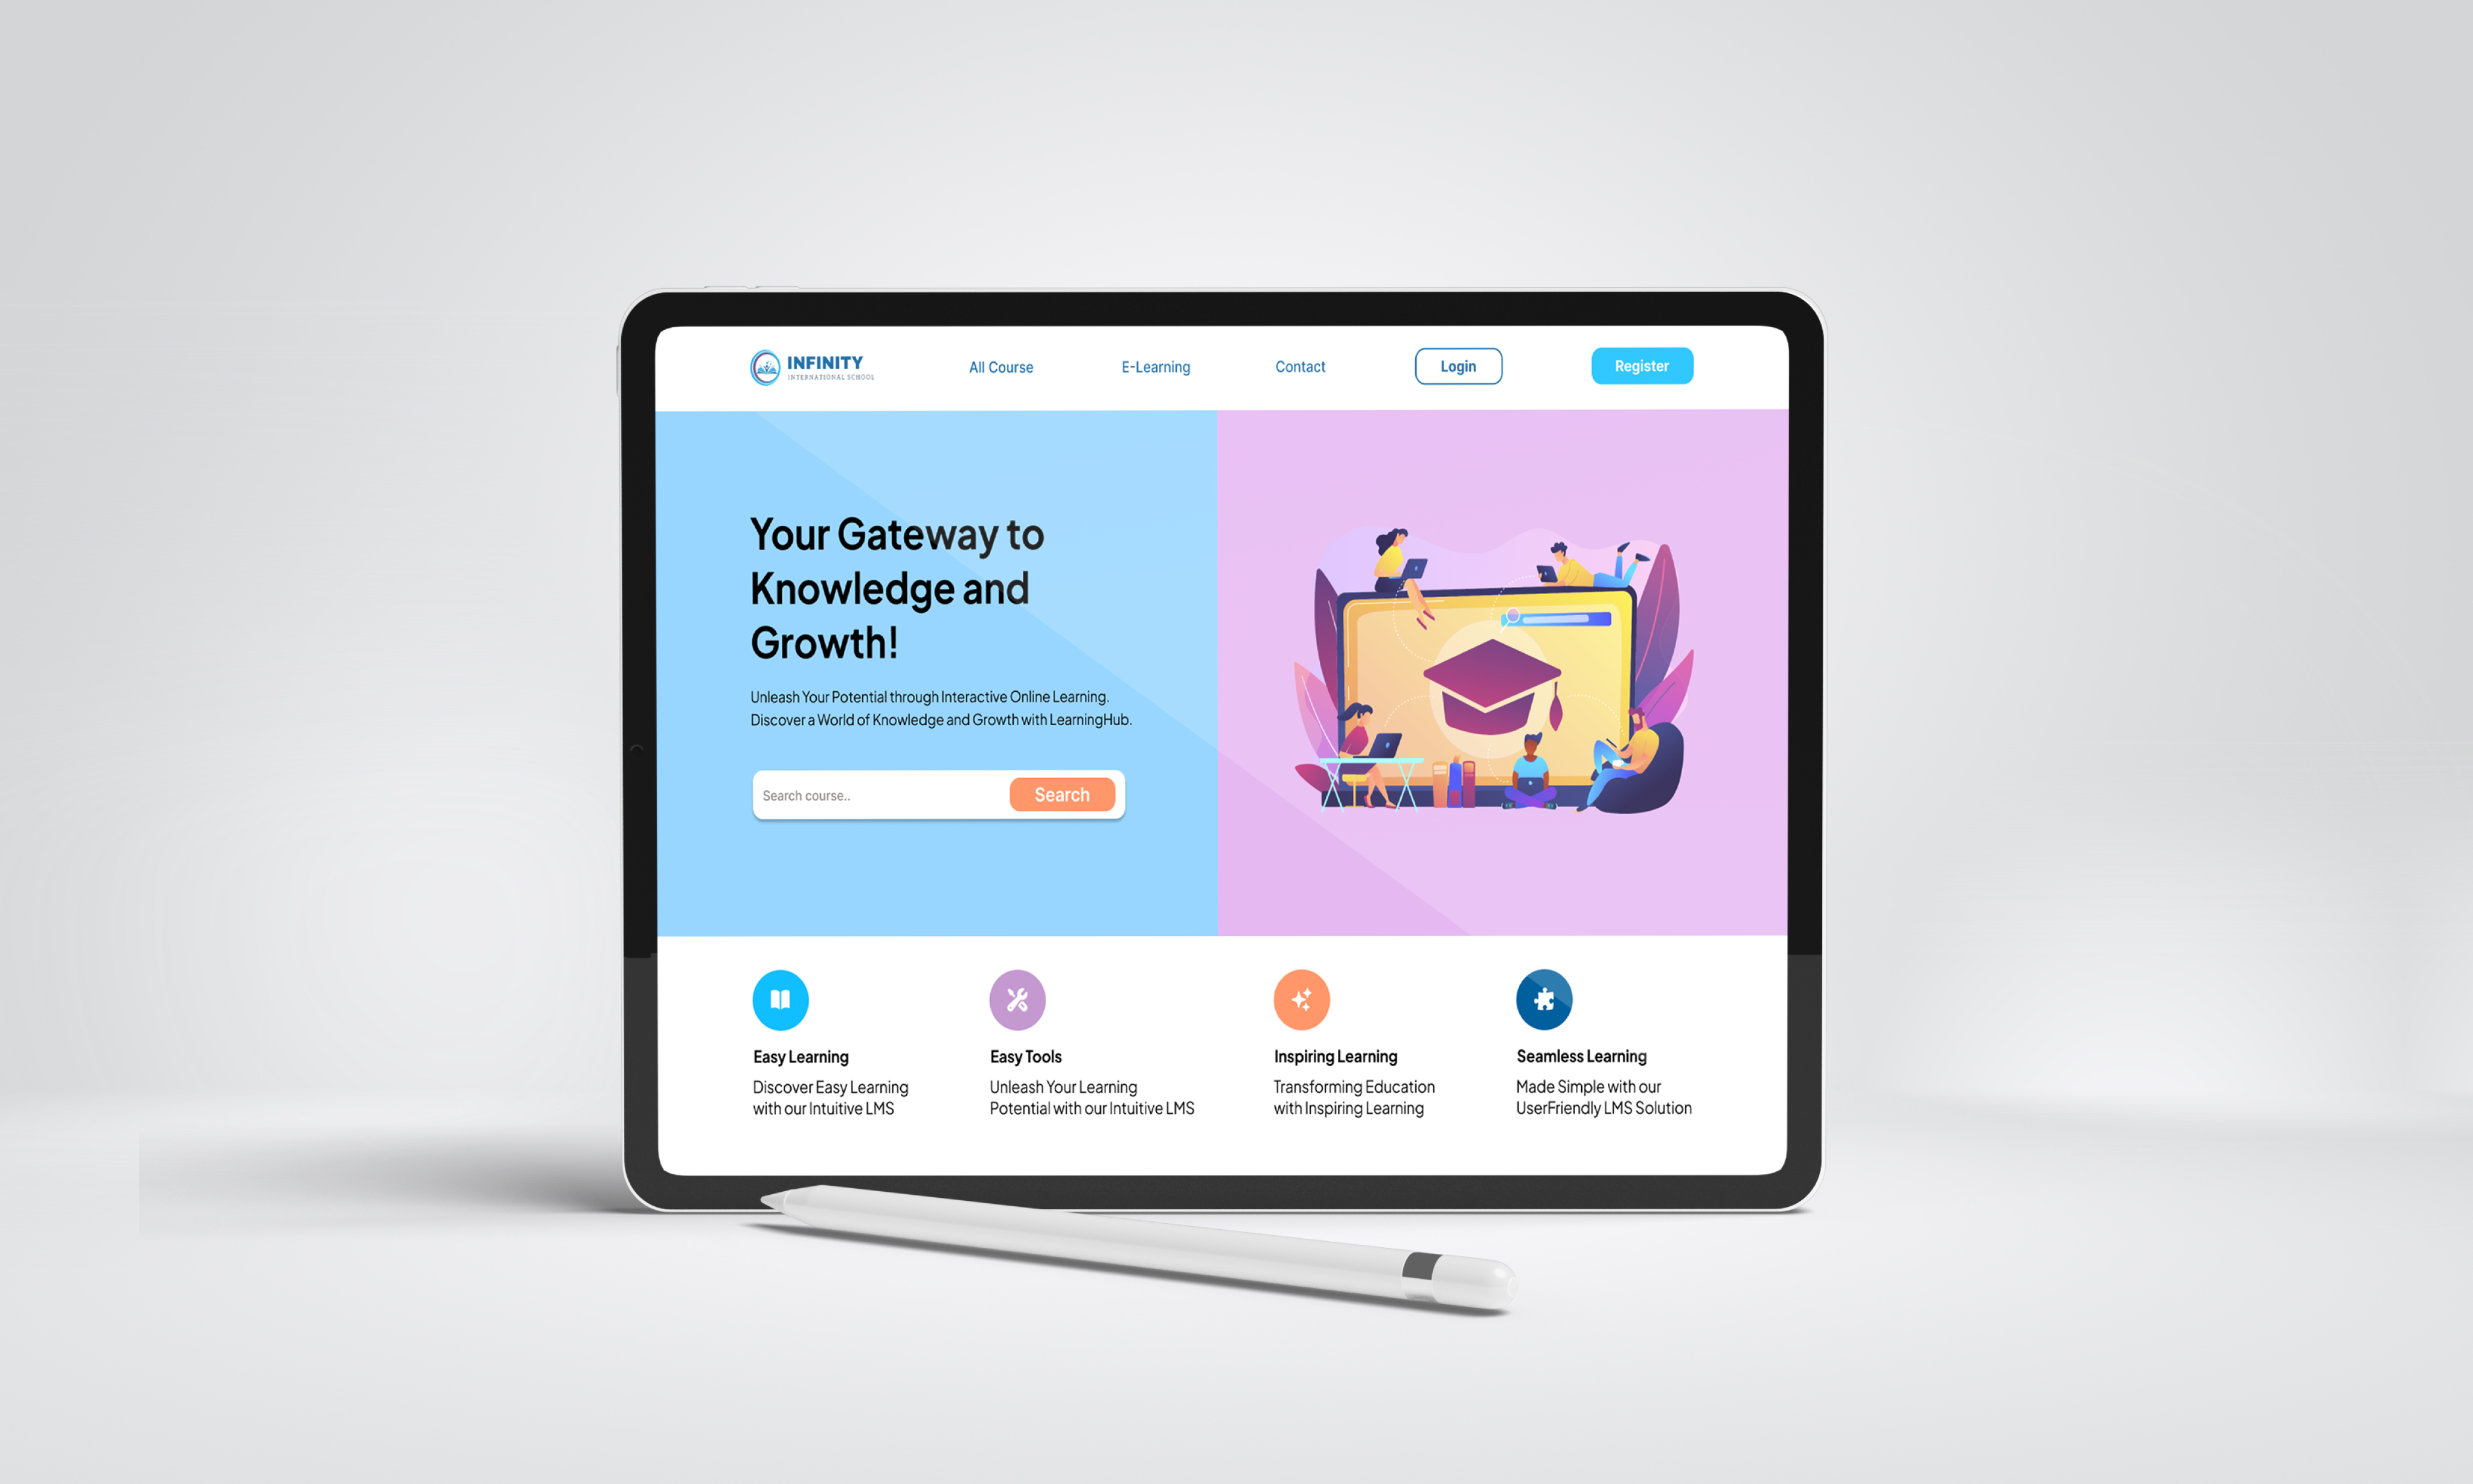 INFINITY
INTERNATIONAL SCHOOL
All Course
E-Learning
Contact
Login
Register
Your Gateway to
Knowledge and
Growth!
Unleash Your Potential through Interactive Online Learning.
Discover a World of Knowledge and Growth with LearningHub.
Search course..
Search
Easy Learning
Discover Easy Learning
with our Intuitive LMS
Easy Tools
Unleash Your Learning
Potential with our Intuitive LMS
Inspiring Learning
Transforming Education
with Inspiring Learning
Seamless Learning
Made Simple with our
UserFriendly LMS Solution